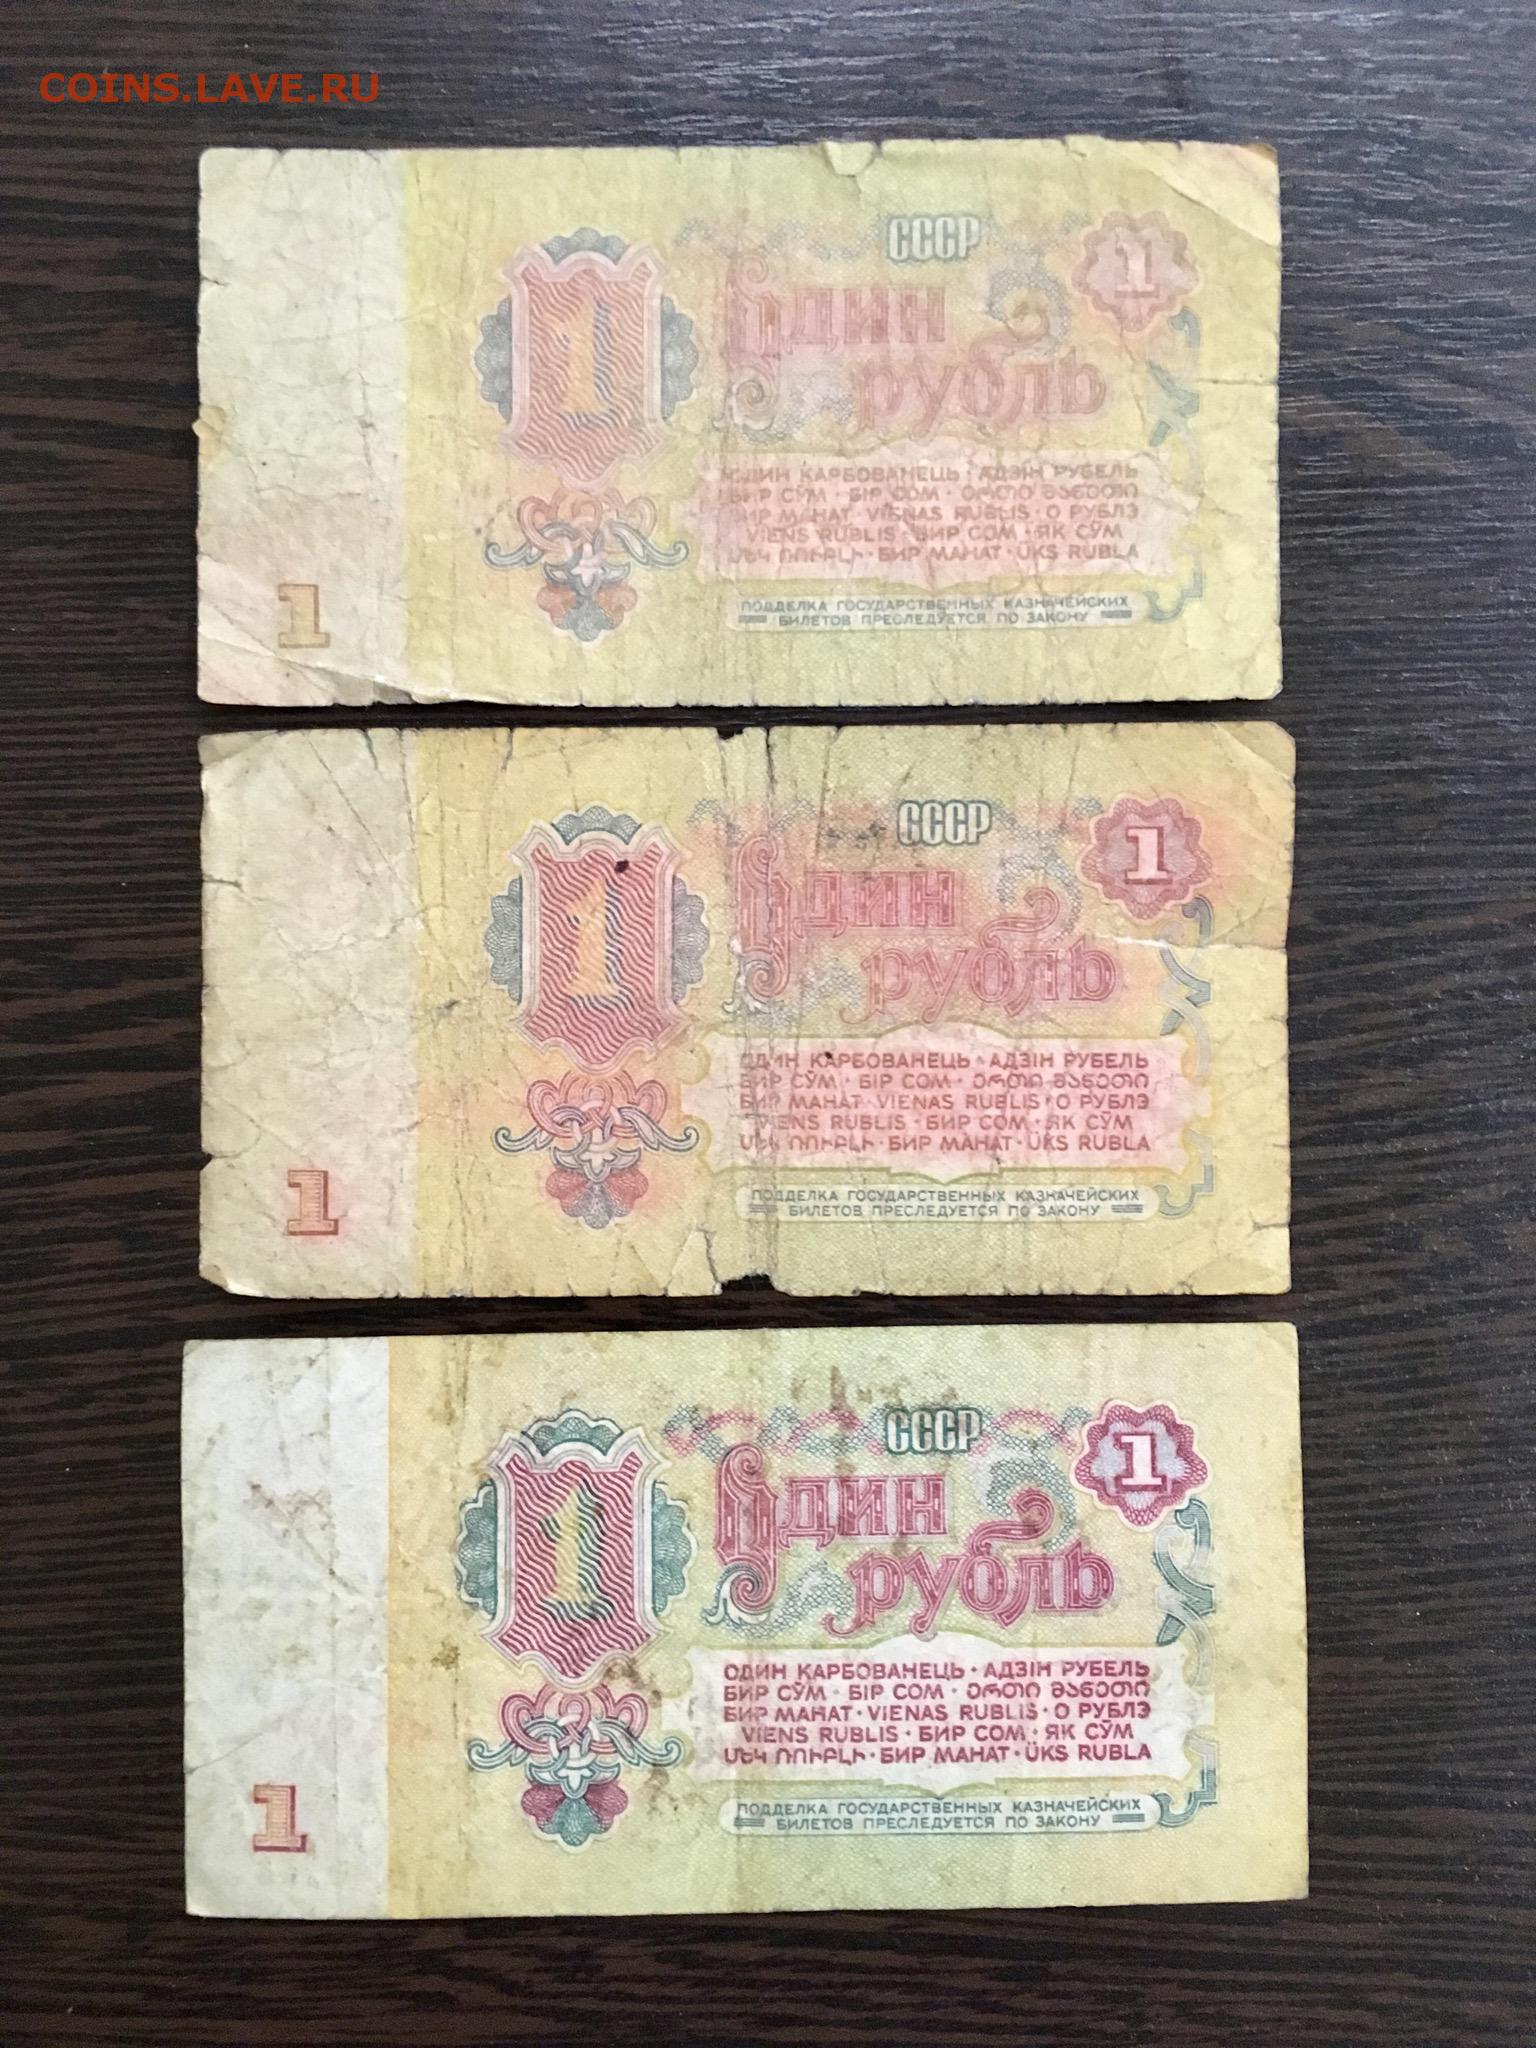 COINS.LAVE.RU
СССР
1
1
Один
рубль
ОДИН КАРБОВАНЕЦЬ · АДЗІН РУБЕЛЬ
БИР СЎМ · БІР СОМ · ᲔᲠᲗᲘ ᲛᲐᲜᲔᲗᲘ
БИР МАНАТ · VIENAS RUBLIS · О РУБЛЭ
VIENS RUBLIS · БИР СОМ · ЯК СӮМ
ՄԵԿ ՌՈՒԲԼԻ · БИР МАНАТ · ÜKS RUBLA
1
ПОДДЕЛКА ГОСУДАРСТВЕННЫХ КАЗНАЧЕЙСКИХ
БИЛЕТОВ ПРЕСЛЕДУЕТСЯ ПО ЗАКОНУ
СССР
1
1
Один
рубль
ОДИН КАРБОВАНЕЦЬ · АДЗІН РУБЕЛЬ
БИР СЎМ · БІР СОМ · ᲔᲠᲗᲘ ᲛᲐᲜᲔᲗᲘ
БИР МАНАТ · VIENAS RUBLIS · О РУБЛЭ
VIENS RUBLIS · БИР СОМ · ЯК СӮМ
ՄԵԿ ՌՈՒԲԼԻ · БИР МАНАТ · ÜKS RUBLA
1
ПОДДЕЛКА ГОСУДАРСТВЕННЫХ КАЗНАЧЕЙСКИХ
БИЛЕТОВ ПРЕСЛЕДУЕТСЯ ПО ЗАКОНУ
СССР
1
1
Один
рубль
ОДИН КАРБОВАНЕЦЬ · АДЗІН РУБЕЛЬ
БИР СЎМ · БІР СОМ · ᲔᲠᲗᲘ ᲛᲐᲜᲔᲗᲘ
БИР МАНАТ · VIENAS RUBLIS · О РУБЛЭ
VIENS RUBLIS · БИР СОМ · ЯК СӮМ
ՄԵԿ ՌՈՒԲԼԻ · БИР МАНАТ · ÜKS RUBLA
1
ПОДДЕЛКА ГОСУДАРСТВЕННЫХ КАЗНАЧЕЙСКИХ
БИЛЕТОВ ПРЕСЛЕДУЕТСЯ ПО ЗАКОНУ